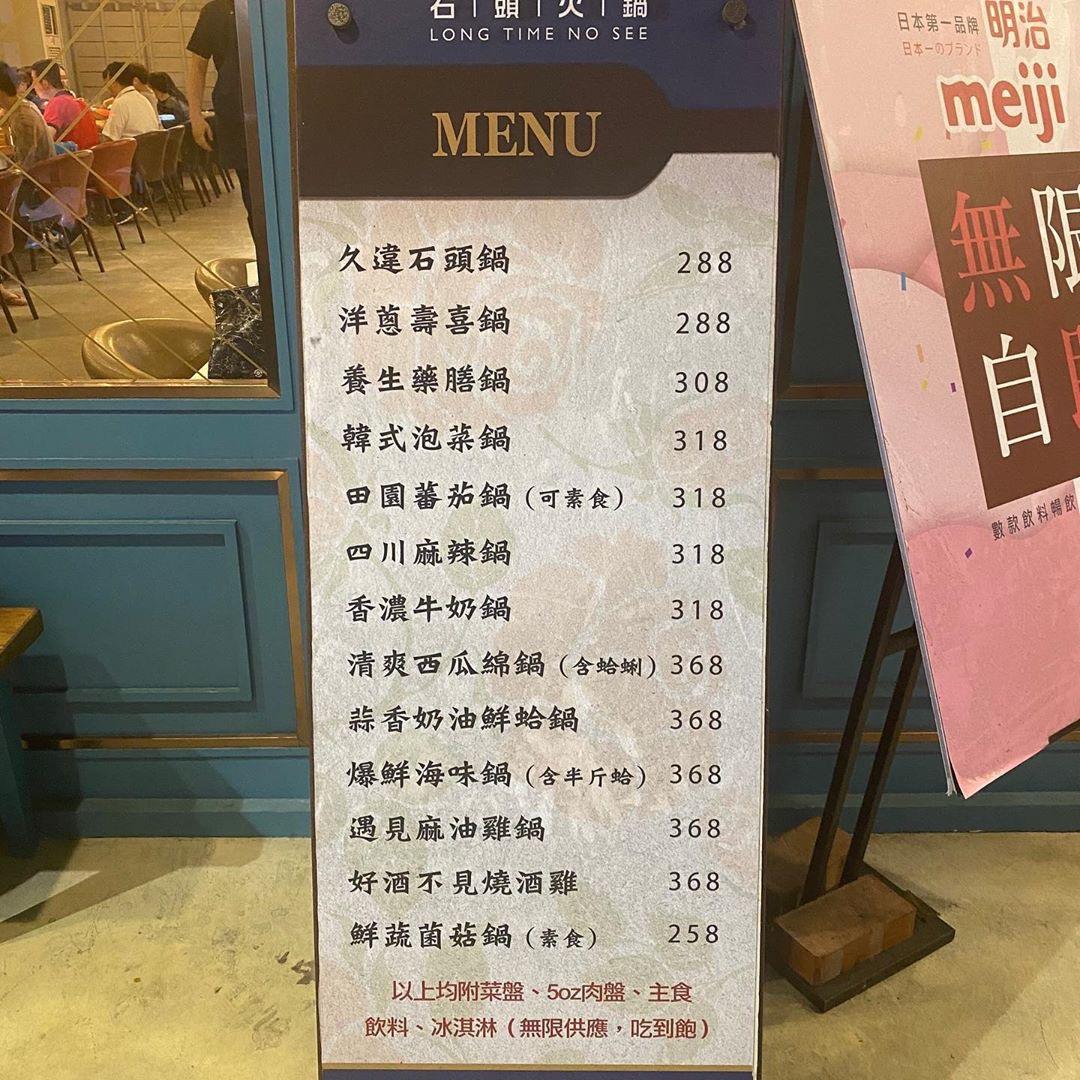 石頭火鍋
LONG TIME NO SEE
MENU
久違石頭鍋 288
洋蔥壽喜鍋 288
養生藥膳鍋 308
韓式泡菜鍋 318
田園蕃茄鍋（可素食） 318
四川麻辣鍋 318
香濃牛奶鍋 318
清爽西瓜綿鍋（含蛤蜊） 368
蒜香奶油鮮蛤鍋 368
爆鮮海味鍋（含半斤蛤） 368
遇見麻油雞鍋 368
好酒不見燒酒雞 368
鮮蔬菌菇鍋（素食） 258
以上均附菜盤、5oz肉盤、主食
飲料、冰淇淋（無限供應，吃到飽）
日本第一品牌
日本一のブランド
明治
meiji
無限
自
數款飲料暢飲